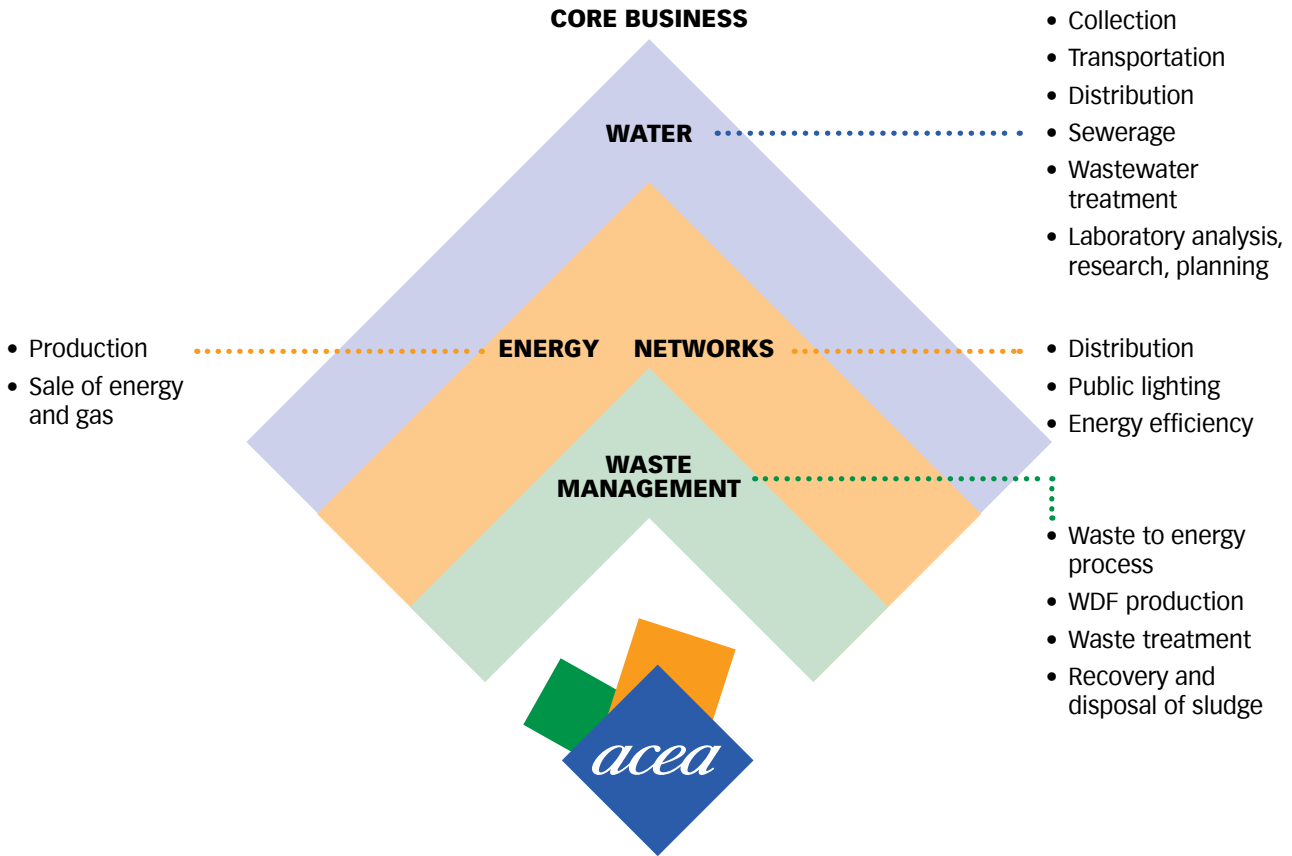 CORE BUSINESS
WATER
• Collection
• Transportation
• Distribution
• Sewerage
• Wastewater
treatment
• Laboratory analysis,
research, planning
ENERGY
• Production
• Sale of energy
and gas
NETWORKS
• Distribution
• Public lighting
• Energy efficiency
WASTE
MANAGEMENT
• Waste to energy
process
• WDF production
• Waste treatment
• Recovery and
disposal of sludge
acea